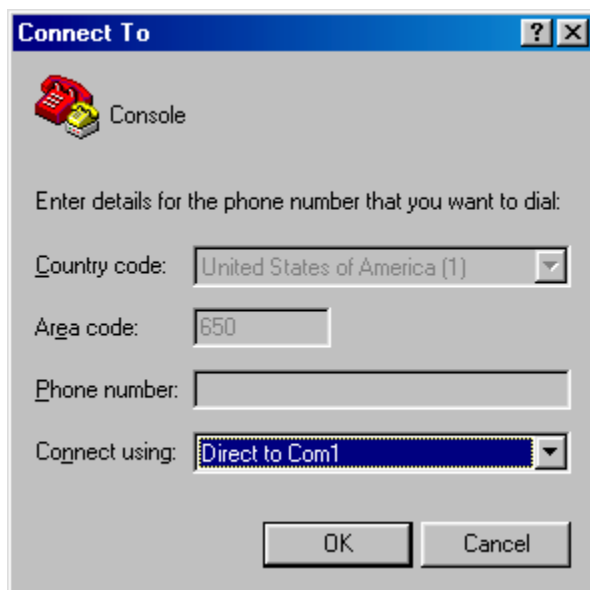 Connect To
Console
Enter details for the phone number that you want to dial:
Country code: United States of America (1)
Area code: 650
Phone number:
Connect using: Direct to Com1
OK Cancel